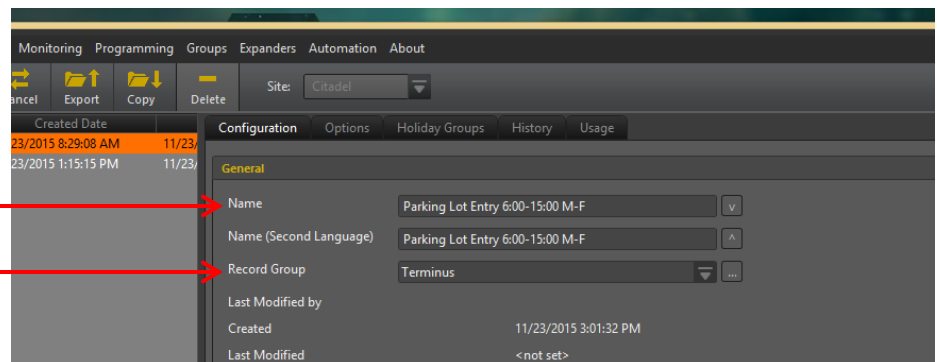 Monitoring Programming Groups Expanders Automation About
ancel Export Copy Delete Site: Citadel
Created Date
23/2015 8:29:08 AM 11/23/
23/2015 1:15:15 PM 11/23/
Configuration Options Holiday Groups History Usage
General
Name Parking Lot Entry 6:00-15:00 M-F v
Name (Second Language) Parking Lot Entry 6:00-15:00 M-F ^
Record Group Terminus ...
Last Modified by
Created 11/23/2015 3:01:32 PM
Last Modified <not set>